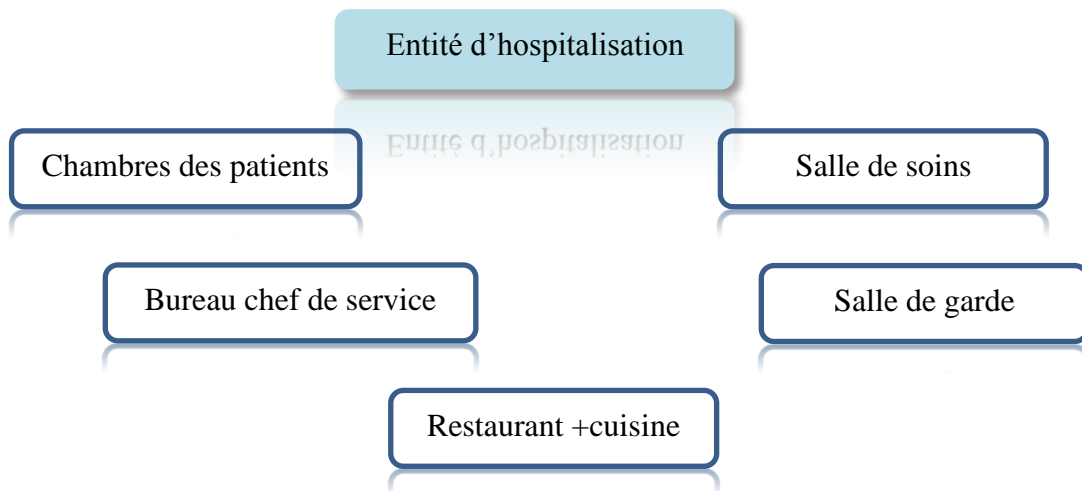 Entité d’hospitalisation
Chambres des patients
Salle de soins
Bureau chef de service
Salle de garde
Restaurant +cuisine